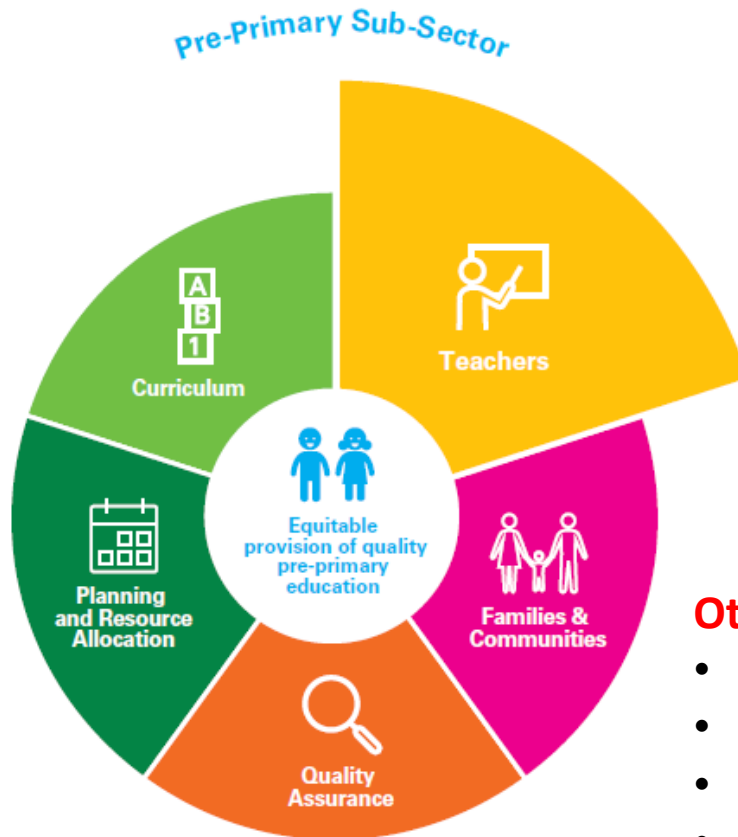 Pre-Primary Sub-Sector
A
B
1
Curriculum
Teachers
Equitable
provision of quality
pre-primary
education
Planning
and Resource
Allocation
Families &
Communities
Quality
Assurance
Ot
•
•
•
•